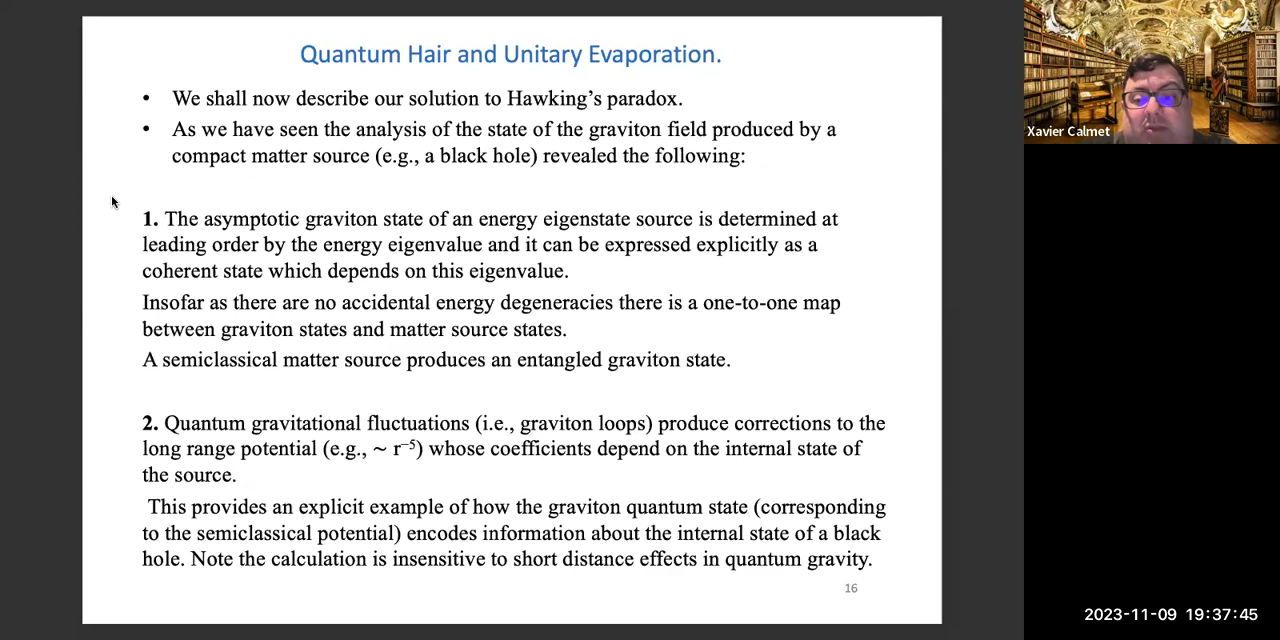 Quantum Hair and Unitary Evaporation.
• We shall now describe our solution to Hawking's paradox.
• As we have seen the analysis of the state of the graviton field produced by a
compact matter source (e.g., a black hole) revealed the following:
1. The asymptotic graviton state of an energy eigenstate source is determined at
leading order by the energy eigenvalue and it can be expressed explicitly as a
coherent state which depends on this eigenvalue.
Insofar as there are no accidental energy degeneracies there is a one-to-one map
between graviton states and matter source states.
A semiclassical matter source produces an entangled graviton state.
2. Quantum gravitational fluctuations (i.e., graviton loops) produce corrections to the
long range potential (e.g., ~ r⁻⁵) whose coefficients depend on the internal state of
the source.
This provides an explicit example of how the graviton quantum state (corresponding
to the semiclassical potential) encodes information about the internal state of a black
hole. Note the calculation is insensitive to short distance effects in quantum gravity.
16
Xavier Calmet
2023-11-09 19:37:45